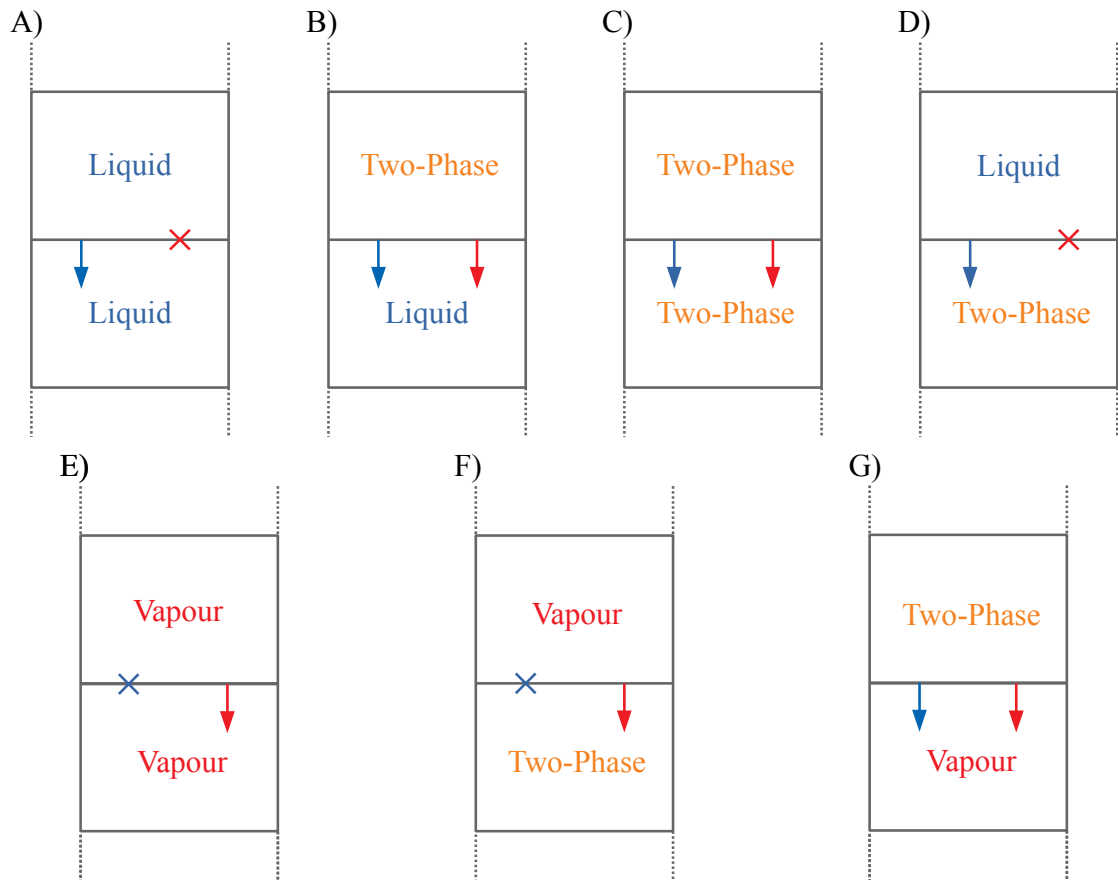 A)
B)
C)
D)
Liquid
Two-Phase
Two-Phase
Liquid
Liquid
Liquid
Two-Phase
Two-Phase
E)
F)
G)
Vapour
Vapour
Two-Phase
Vapour
Two-Phase
Vapour